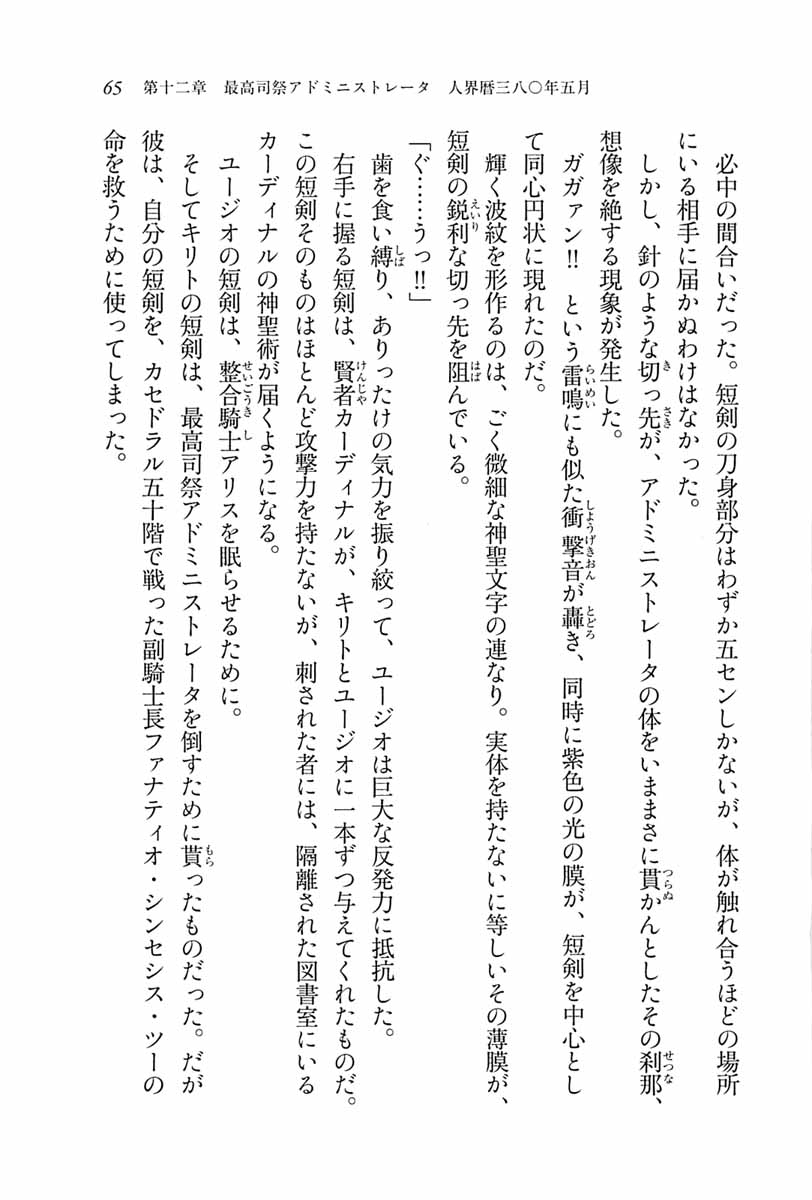 65　第十二章　最高司祭アドミニストレータ　人界暦三八〇年五月
　必中の間合いだった。短剣の刀身部分はわずか五センしかないが、体が触れ合うほどの場所
にいる相手に届かぬわけはなかった。
　しかし、針のような切っ先が、アドミニストレータの体をいままさに貫かんとしたその刹那、
想像を絶する現象が発生した。
　ガガァン‼　という雷鳴にも似た衝撃音が轟き、同時に紫色の光の膜が、短剣を中心とし
て同心円状に現れたのだ。
　輝く波紋を形作るのは、ごく微細な神聖文字の連なり。実体を持たないに等しいその薄膜が、
短剣の鋭利な切っ先を阻んでいる。
「ぐ……うっ‼」
　歯を食い縛り、ありったけの気力を振り絞って、ユージオは巨大な反発力に抵抗した。
　右手に握る短剣は、賢者カーディナルが、キリトとユージオに一本ずつ与えてくれたものだ。
この短剣そのものはほとんど攻撃力を持たないが、刺された者には、隔離された図書室にいる
カーディナルの神聖術が届くようになる。
　ユージオの短剣は、整合騎士アリスを眠らせるために。
　そしてキリトの短剣は、最高司祭アドミニストレータを倒すために貰ったものだった。だが
彼は、自分の短剣を、カセドラル五十階で戦った副騎士長ファナティオ・シンセシス・ツーの
命を救うために使ってしまった。